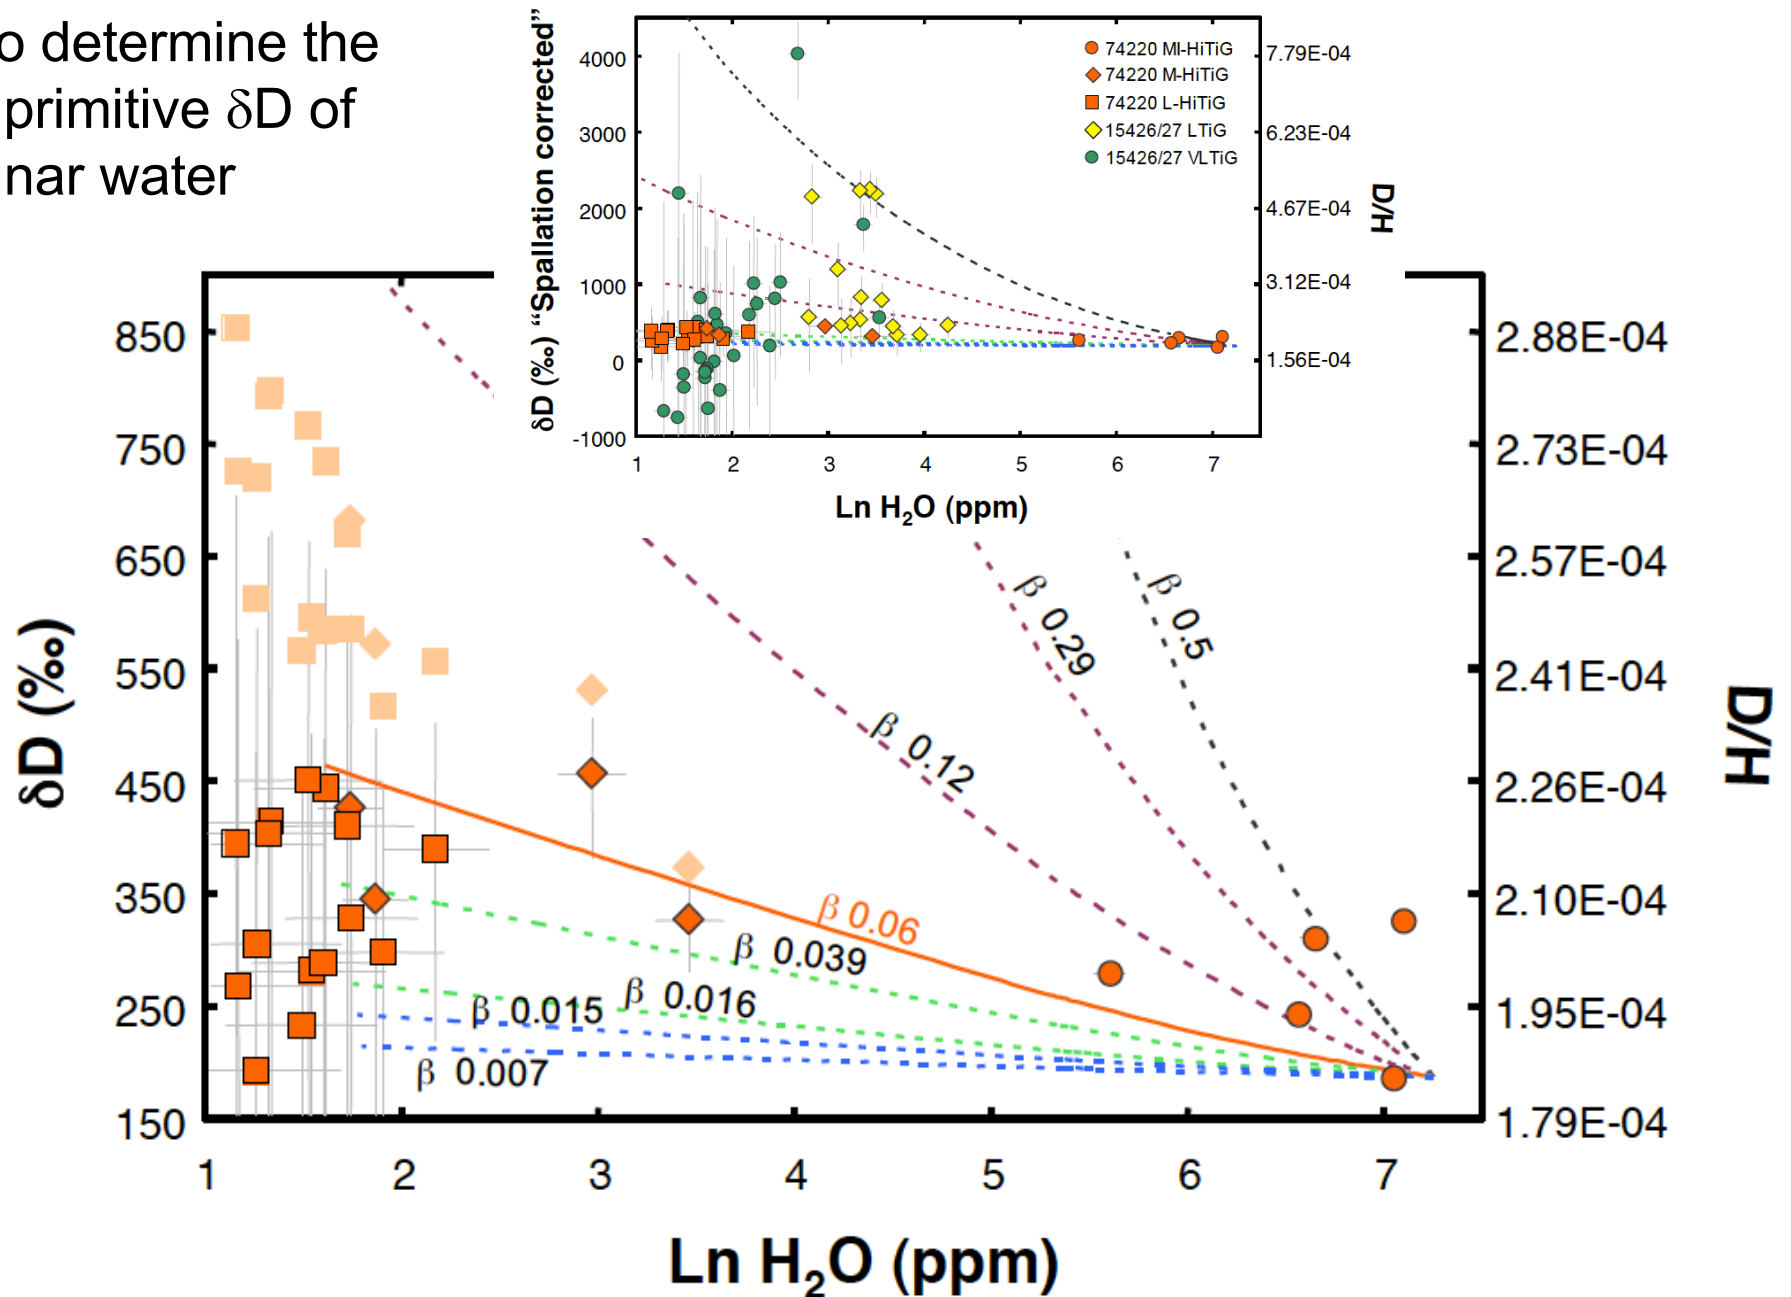 o determine the
primitive δD of
nar water
δD (‰) “Spallation corrected”
4000
3000
2000
1000
0
-1000
1 2 3 4 5 6 7
Ln H₂O (ppm)
7.79E-04
6.23E-04
4.67E-04
3.12E-04
1.56E-04
D/H
74220 MI-HiTiG
74220 M-HiTiG
74220 L-HiTiG
15426/27 LTiG
15426/27 VLTiG
δD (‰)
850
750
650
550
450
350
250
150
2.88E-04
2.73E-04
2.57E-04
2.41E-04
2.26E-04
2.10E-04
1.95E-04
1.79E-04
D/H
β 0.5
β 0.29
β 0.12
β 0.06
β 0.039
β 0.016
β 0.015
β 0.007
1 2 3 4 5 6 7
Ln H₂O (ppm)